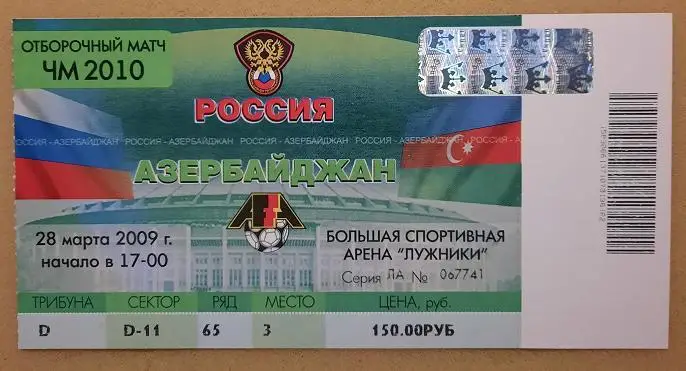 ОТБОРОЧНЫЙ МАТЧ
ЧМ 2010
РОССИЯ
РОССИЯ - АЗЕРБАЙДЖАН РОССИЯ - АЗЕРБАЙДЖАН РОССИЯ - АЗЕРБАЙДЖАН РОССИЯ - АЗЕРБАЙДЖАН
АЗЕРБАЙДЖАН
AFFA
28 марта 2009 г.
начало в 17-00
БОЛЬШАЯ СПОРТИВНАЯ
АРЕНА "ЛУЖНИКИ"
Серия ЛА № 067741
ТРИБУНА СЕКТОР РЯД МЕСТО ЦЕНА, руб.
D D-11 65 3 150.00РУБ